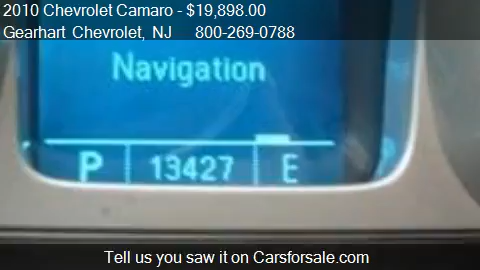 2010 Chevrolet Camaro - $19,898.00
Gearhart Chevrolet, NJ 800-269-0788
Navigation
P 13427 E
Tell us you saw it on Carsforsale.com